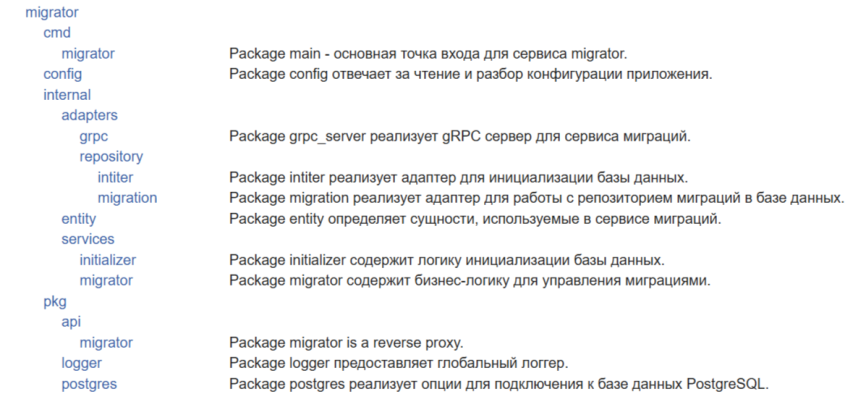 migrator
cmd
migrator Package main - основная точка входа для сервиса migrator.
config Package config отвечает за чтение и разбор конфигурации приложения.
internal
adapters
grpc Package grpc_server реализует gRPC сервер для сервиса миграций.
repository
intiter Package intiter реализует адаптер для инициализации базы данных.
migration Package migration реализует адаптер для работы с репозиторием миграций в базе данных.
entity Package entity определяет сущности, используемые в сервисе миграций.
services
initializer Package initializer содержит логику инициализации базы данных.
migrator Package migrator содержит бизнес-логику для управления миграциями.
pkg
api
migrator Package migrator is a reverse proxy.
logger Package logger предоставляет глобальный логгер.
postgres Package postgres реализует опции для подключения к базе данных PostgreSQL.